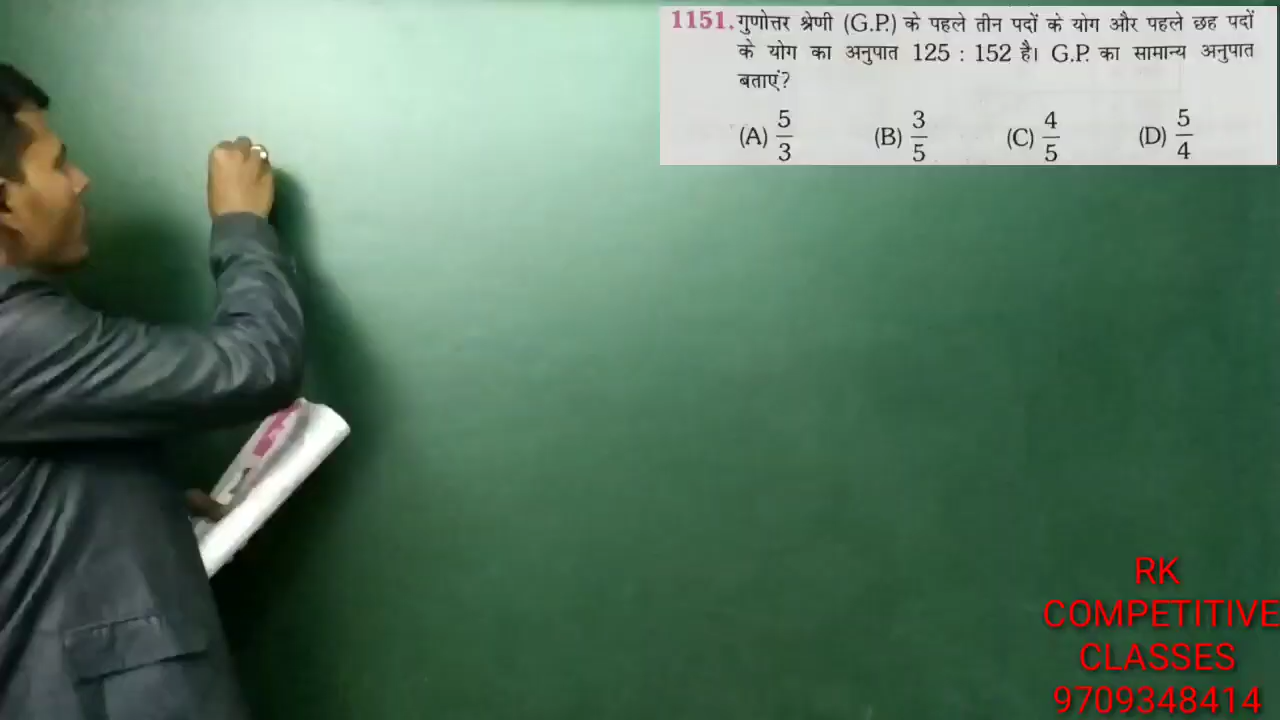 1151. गुणोत्तर श्रेणी (G.P.) के पहले तीन पदों के योग और पहले छह पदों
के योग का अनुपात 125 : 152 है। G.P. का सामान्य अनुपात
बताएं?
(A) 5/3 (B) 3/5 (C) 4/5 (D) 5/4
RK
COMPETITIVE
CLASSES
9709348414